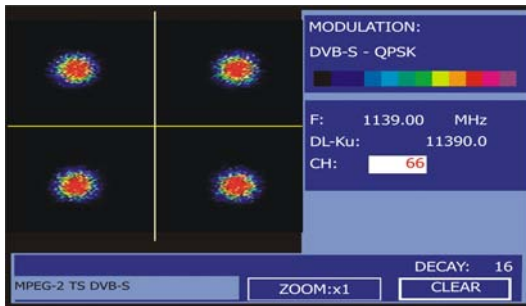 MODULATION:
DVB-S - QPSK
F: 1139.00 MHz
DL-Ku: 11390.0
CH: 66
DECAY: 16
MPEG-2 TS DVB-S
ZOOM:x1
CLEAR